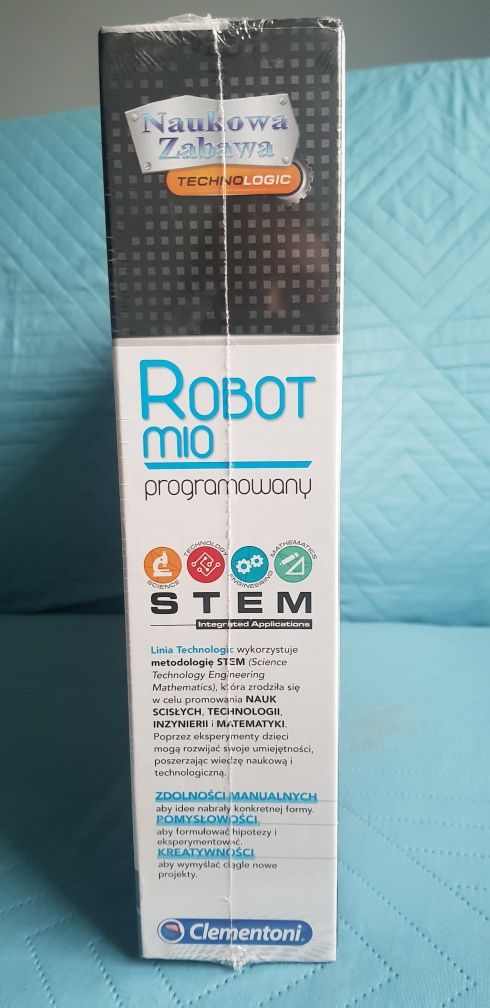 Naukowa
Zabawa
TECHNOLOGIC
ROBOT
MIO
programowany
SCIENCE
TECHNOLOGY
ENGINEERING
MATHEMATICS
STEM
Integrated Applications
Linia Technologic wykorzystuje
metodologię STEM (Science
Technology Engineering
Mathematics), która zrodziła się
w celu promowania NAUK
SCISŁYCH, TECHNOLOGII,
INZYNIERII i MATEMATYKI.
Poprzez eksperymenty dzieci
mogą rozwijać swoje umiejętności,
poszerzając wiedzę naukową i
technologiczną.
ZDOLNOŚCI MANUALNYCH
aby idee nabrały konkretnej formy.
POMYSŁOWOŚCI
aby formułować hipotezy i
eksperymentować.
KREATYWNOŚCI
aby wymyślać ciągle nowe
projekty.
Clementoni